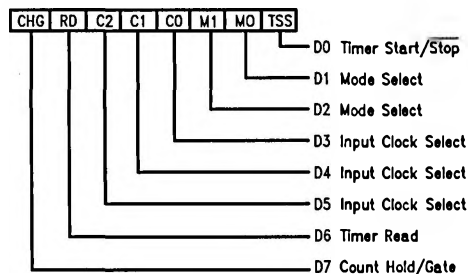 CHG RD C2 C1 C0 M1 M0 TSS
D0 Timer Start/Stop
D1 Mode Select
D2 Mode Select
D3 Input Clock Select
D4 Input Clock Select
D5 Input Clock Select
D6 Timer Read
D7 Count Hold/Gate